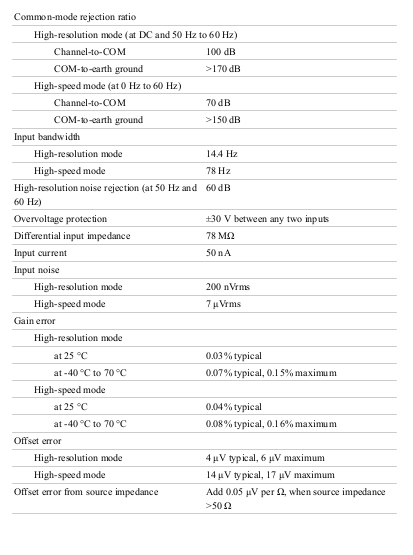 Common-mode rejection ratio
High-resolution mode (at DC and 50 Hz to 60 Hz)
Channel-to-COM 100 dB
COM-to-earth ground >170 dB
High-speed mode (at 0 Hz to 60 Hz)
Channel-to-COM 70 dB
COM-to-earth ground >150 dB
Input bandwidth
High-resolution mode 14.4 Hz
High-speed mode 78 Hz
High-resolution noise rejection (at 50 Hz and 60 dB
60 Hz)
Overvoltage protection ±30 V between any two inputs
Differential input impedance 78 MΩ
Input current 50 nA
Input noise
High-resolution mode 200 nVrms
High-speed mode 7 μVrms
Gain error
High-resolution mode
at 25 °C 0.03% typical
at -40 °C to 70 °C 0.07% typical, 0.15% maximum
High-speed mode
at 25 °C 0.04% typical
at -40 °C to 70 °C 0.08% typical, 0.16% maximum
Offset error
High-resolution mode 4 μV typical, 6 μV maximum
High-speed mode 14 μV typical, 17 μV maximum
Offset error from source impedance Add 0.05 μV per Ω, when source impedance
>50 Ω